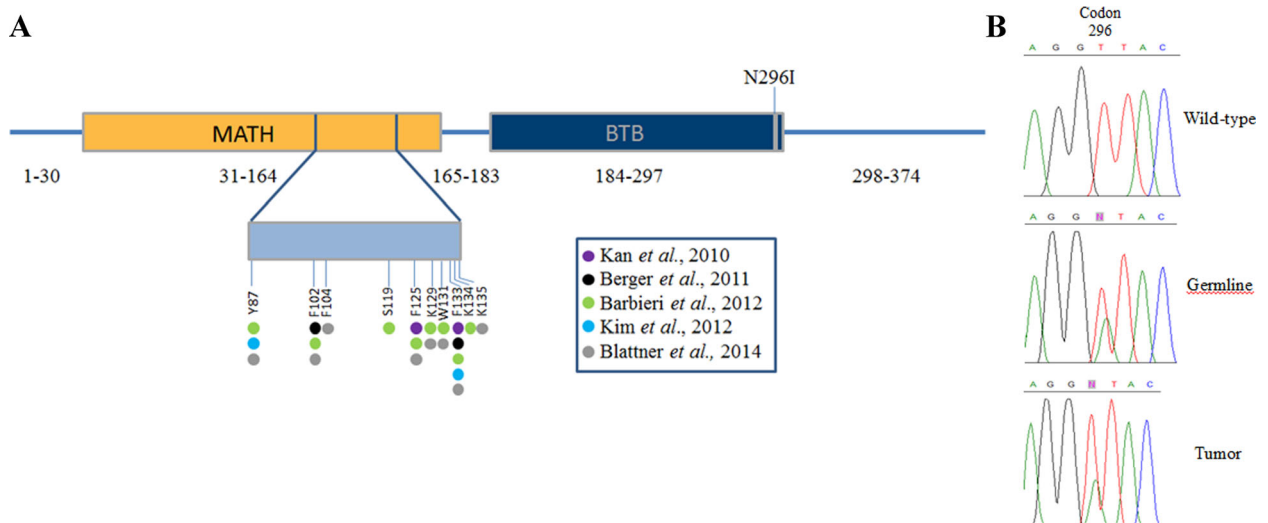 A
N296I
MATH
BTB
1-30
31-164
165-183
184-297
298-374
Y87
F102
F104
S119
F125
K129
W131
F133
K134
K135
Kan et al., 2010
Berger et al., 2011
Barbieri et al., 2012
Kim et al., 2012
Blattner et al., 2014
B
Codon
296
A G G T T A C
Wild-type
A G G N T A C
Germline
A G G N T A C
Tumor